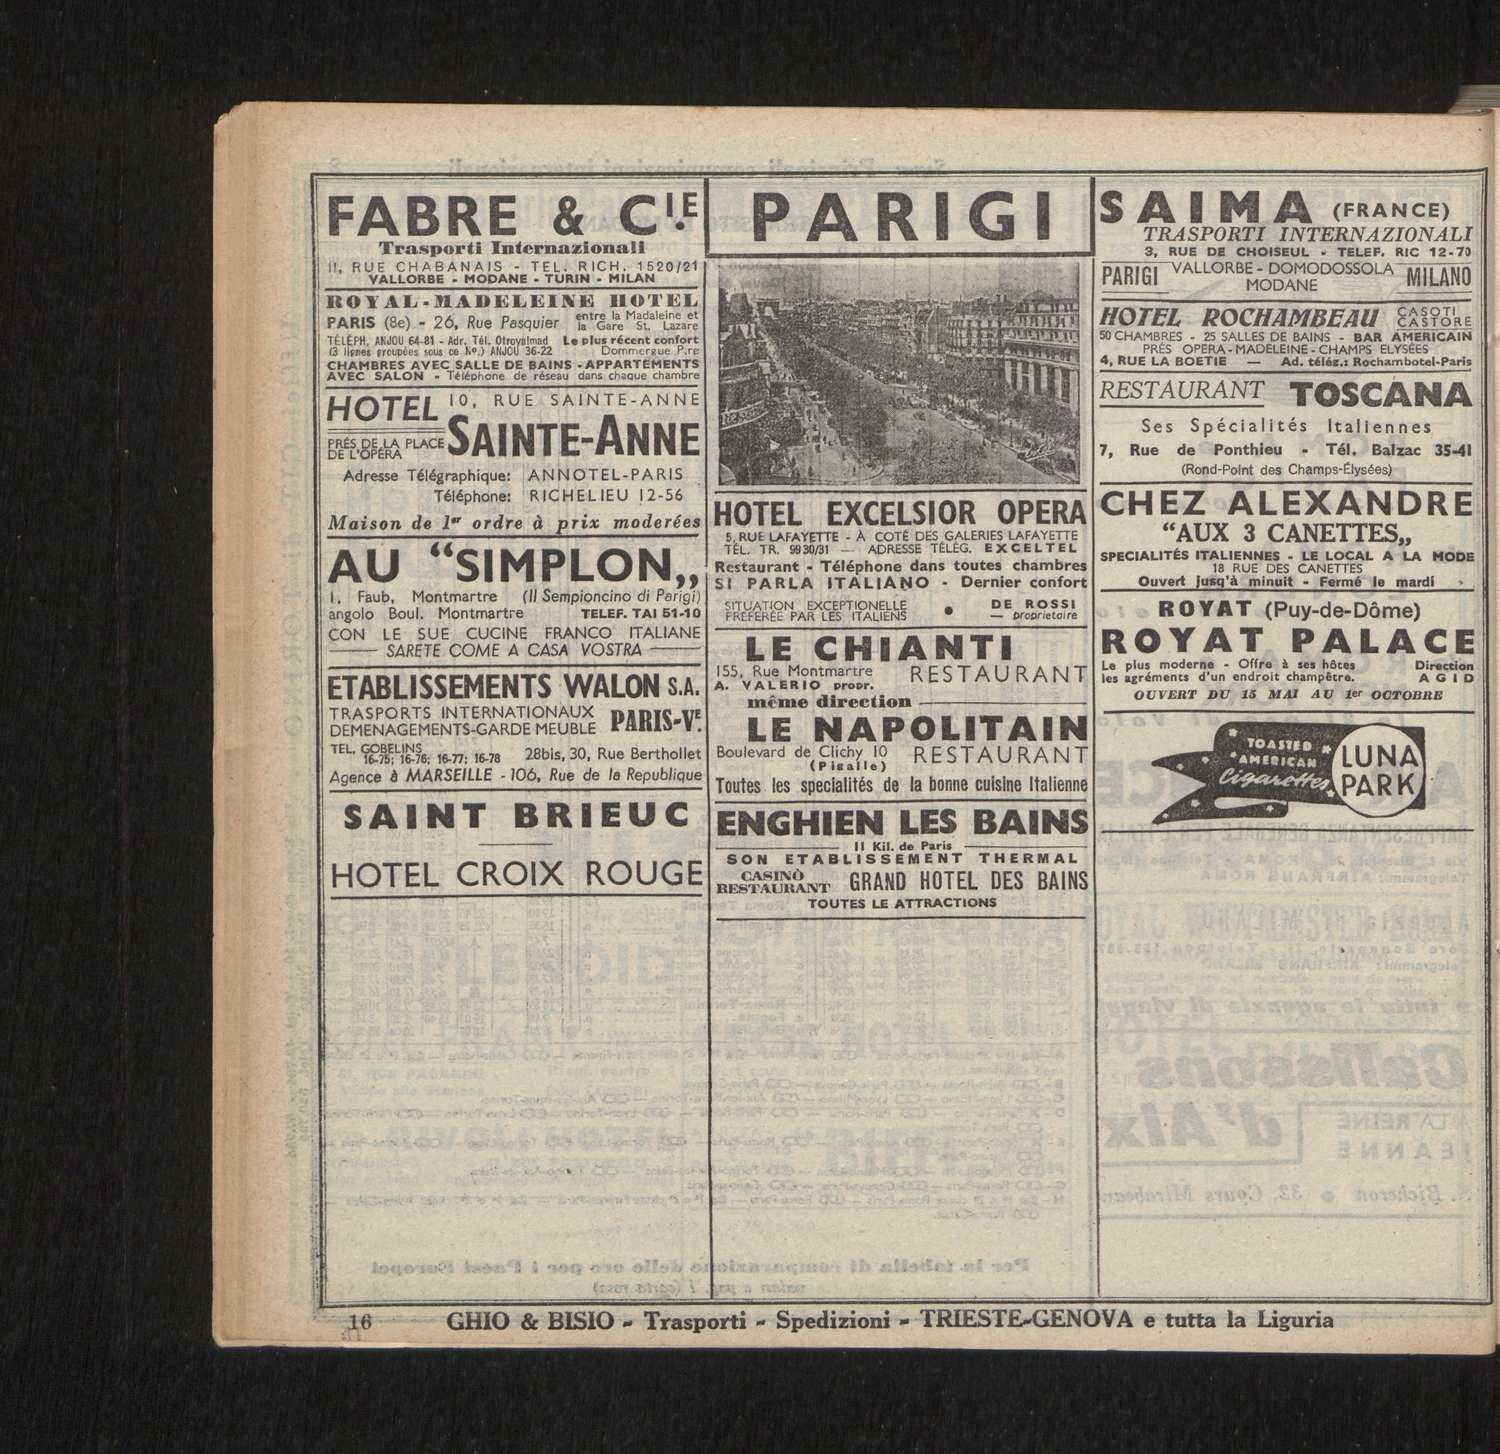 FABRE & CIE.
Trasporti Internazionali
11, RUE CHABANAIS - TEL. RICH. 1520/21
VALLORBE - MODANE - TURIN - MILAN
ROYAL-MADELEINE HOTEL
PARIS (8e) - 26, Rue Pasquier entre la Madaleine et la Gare St. Lazare
TÉLÉPH, ANJOU 64-81 - Adr. Tél. Otroyalmad Le plus récent confort
(3 lignes groupées sous ce No.) ANJOU 36-22 Dommergue P.re
CHAMBRES AVEC SALLE DE BAINS - APPARTEMENTS
AVEC SALON - Téléphone de réseau dans chaque chambre
HOTEL 10, RUE SAINTE-ANNE
PRÉS DE LA PLACE DE L'OPÉRA SAINTE-ANNE
Adresse Télégraphique: ANNOTEL-PARIS
Téléphone: RICHELIEU 12-56
Maison de 1er ordre à prix moderées
AU "SIMPLON„
1, Faub, Montmartre (Il Sempioncino di Parigi)
angolo Boul. Montmartre TELEF. TAI 51-10
CON LE SUE CUCINE FRANCO ITALIANE
SARETE COME A CASA VOSTRA
ETABLISSEMENTS WALON S.A.
TRASPORTS INTERNATIONAUX
DEMENAGEMENTS-GARDE MEUBLE PARIS-Ve.
TEL. GOBELINS 16-75; 16-76; 16-77; 16-78 28bis, 30, Rue Berthollet
Agence à MARSEILLE - 106, Rue de la Republique
SAINT BRIEUC
HOTEL CROIX ROUGE
PARIGI
HOTEL EXCELSIOR OPERA
5, RUE LAFAYETTE - À COTÉ DES GALERIES LAFAYETTE
TÉL. TR. 9930/31 — ADRESSE TÉLÉG. EXCELTEL
Restaurant - Téléphone dans toutes chambres
SI PARLA ITALIANO - Dernier confort
SITUATION EXCEPTIONELLE ● DE ROSSI
PREFERÉE PAR LES ITALIENS — proprietaire
LE CHIANTI
155, Rue Montmartre RESTAURANT
A. VALERIO propr.
même direction
LE NAPOLITAIN
Boulevard de Clichy 10 RESTAURANT
(Pigalle)
Toutes les specialités de la bonne cuisine Italienne
ENGHIEN LES BAINS
11 Kil. de Paris
SON ETABLISSEMENT THERMAL
CASINÒ RESTAURANT GRAND HOTEL DES BAINS
TOUTES LE ATTRACTIONS
SAIMA (FRANCE)
TRASPORTI INTERNAZIONALI
3, RUE DE CHOISEUL - TELEF. RIC 12-70
PARIGI VALLORBE - DOMODOSSOLA MODANE MILANO
HOTEL ROCHAMBEAU CASOTI CASTORE
50 CHAMBRES - 25 SALLES DE BAINS - BAR AMERICAIN
PRÉS OPERA-MADELEINE-CHAMPS ELYSÉES
4, RUE LA BOETIE — Ad. télég.: Rochambotel-Paris
RESTAURANT TOSCANA
Ses Spécialités Italiennes
7, Rue de Ponthieu - Tél. Balzac 35-41
(Rond-Point des Champs-Élysées)
CHEZ ALEXANDRE
"AUX 3 CANETTES„
SPECIALITÉS ITALIENNES - LE LOCAL A LA MODE
18 RUE DES CANETTES
Ouvert jusq'à minuit - Fermé le mardi
ROYAT (Puy-de-Dôme)
ROYAT PALACE
Le plus moderne - Offre à ses hôtes Direction
les agréments d'un endroit champêtre. AGID
OUVERT DU 15 MAI AU 1er OCTOBRE
TOASTED
AMERICAN
Cigarettes
LUNA
PARK
16 GHIO & BISIO - Trasporti - Spedizioni - TRIESTE-GENOVA e tutta la Liguria